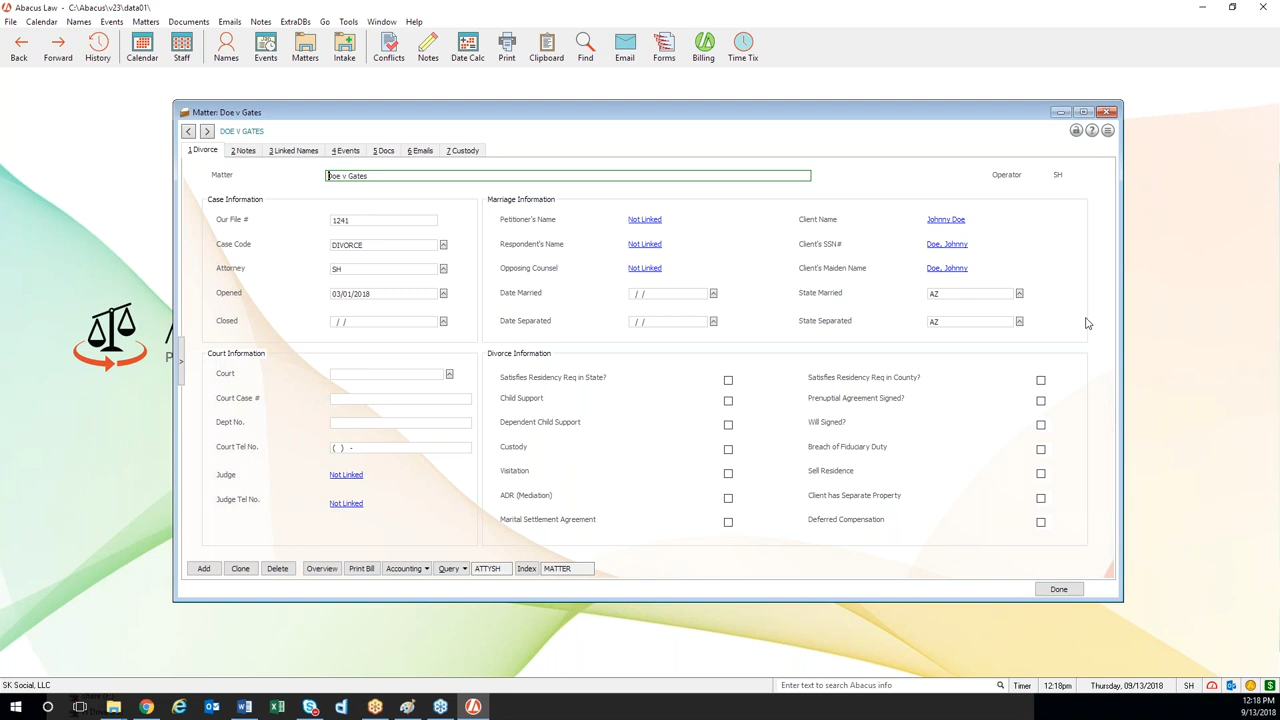 Abacus Law - C:\Abacus\v23\data01\
File Calendar Names Events Matters Documents Emails Notes ExtraDBs Go Tools Window Help
Back Forward History Calendar Staff Names Events Matters Intake Conflicts Notes Date Calc Print Clipboard Find Email Forms Billing Time Tix
Matter: Doe v Gates
DOE V GATES
1 Divorce 2 Notes 3 Linked Names 4 Events 5 Docs 6 Emails 7 Custody
Matter Doe v Gates Operator SH
Case Information Marriage Information
Our File # 1241 Petitioner's Name Not Linked Client Name Johnny Doe
Case Code DIVORCE Respondent's Name Not Linked Client's SSN# Doe, Johnny
Attorney SH Opposing Counsel Not Linked Client's Maiden Name Doe, Johnny
Opened 03/01/2018 Date Married / / State Married AZ
Closed / / Date Separated / / State Separated AZ
Court Information Divorce Information
Court Satisfies Residency Req in State? Satisfies Residency Req in County?
Court Case # Child Support Prenuptial Agreement Signed?
Dept No. Dependent Child Support Will Signed?
Court Tel No. ( ) - Custody Breach of Fiduciary Duty
Judge Not Linked Visitation Sell Residence
Judge Tel No. Not Linked ADR (Mediation) Client has Separate Property
Marital Settlement Agreement Deferred Compensation
Add Clone Delete Overview Print Bill Accounting Query ATTYSH Index MATTER
Done
SK Social, LLC Enter text to search Abacus info Timer 12:18pm Thursday, 09/13/2018 SH
12:18 PM
9/13/2018